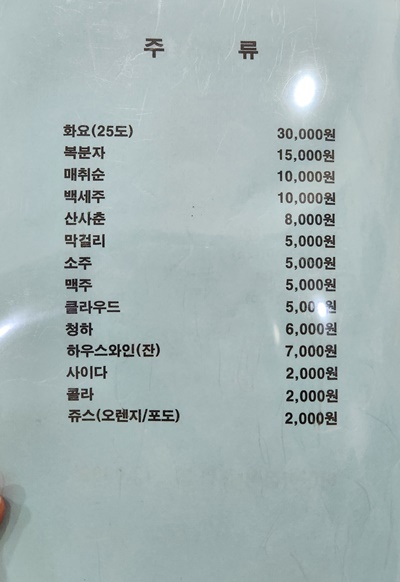 주 류
화요(25도) 30,000원
복분자 15,000원
매취순 10,000원
백세주 10,000원
산사춘 8,000원
막걸리 5,000원
소주 5,000원
맥주 5,000원
클라우드 5,000원
청하 6,000원
하우스와인(잔) 7,000원
사이다 2,000원
콜라 2,000원
쥬스(오렌지/포도) 2,000원